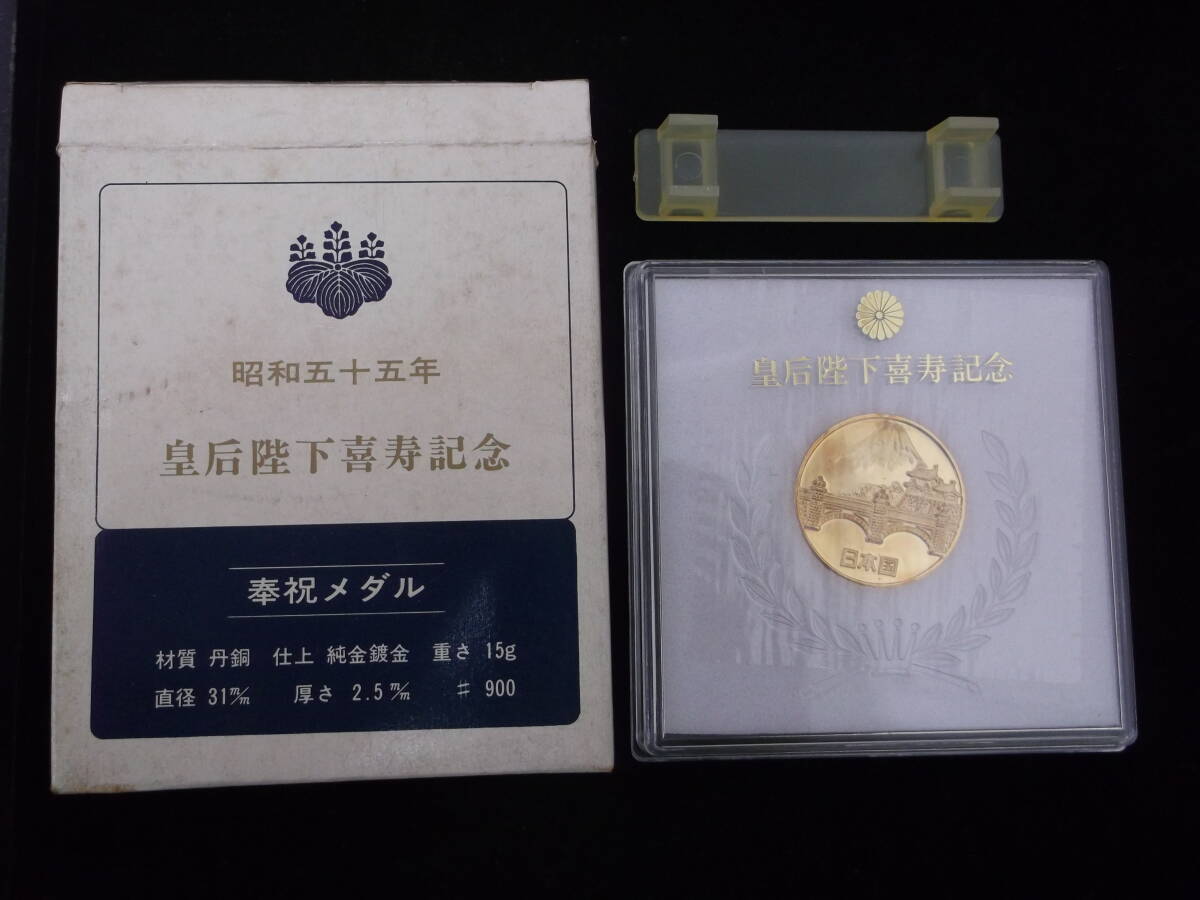 昭和五十五年
皇后陛下喜寿記念
奉祝メダル
材質 丹銅 仕上 純金鍍金 重さ 15g
直径 31m/m 厚さ 2.5m/m # 900
皇后陛下喜寿記念
日本国